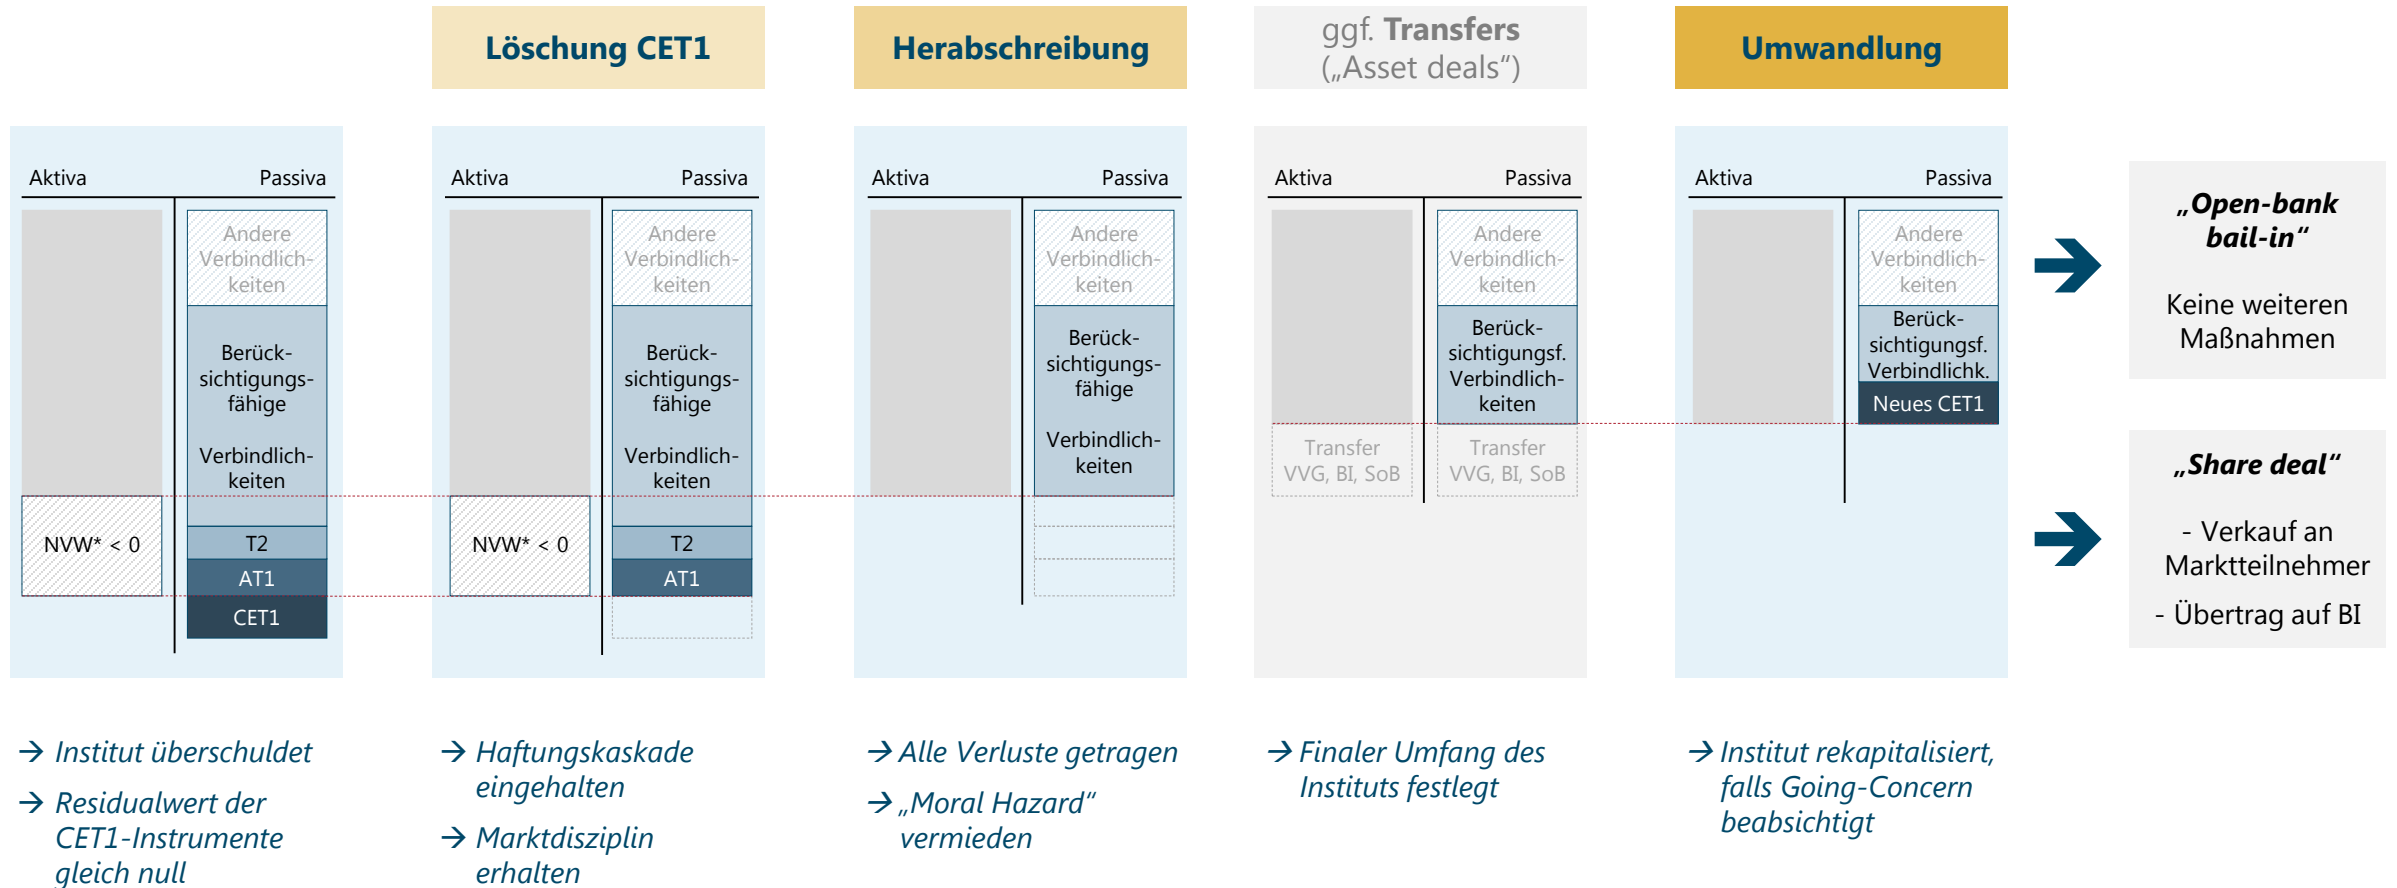 Löschung CET1
Herabschreibung
ggf. Transfers
(„Asset deals“)
Umwandlung
Aktiva Passiva
Andere
Verbindlich-
keiten
Berück-
sichtigungs-
fähige
Verbindlich-
keiten
NVW* < 0
T2
AT1
CET1
Aktiva Passiva
Andere
Verbindlich-
keiten
Berück-
sichtigungs-
fähige
Verbindlich-
keiten
NVW* < 0
T2
AT1
Aktiva Passiva
Andere
Verbindlich-
keiten
Berück-
sichtigungs-
fähige
Verbindlich-
keiten
Aktiva Passiva
Andere
Verbindlich-
keiten
Berück-
sichtigungsf.
Verbindlich-
keiten
Transfer
VVG, BI, SoB
Transfer
VVG, BI, SoB
Aktiva Passiva
Andere
Verbindlich-
keiten
Berück-
sichtigungsf.
Verbindlichk.
Neues CET1
„Open-bank
bail-in“
Keine weiteren
Maßnahmen
„Share deal“
- Verkauf an
Marktteilnehmer
- Übertrag auf BI
→ Institut überschuldet
→ Residualwert der
CET1-Instrumente
gleich null
→ Haftungskaskade
eingehalten
→ Marktdisziplin
erhalten
→ Alle Verluste getragen
→ „Moral Hazard“
vermieden
→ Finaler Umfang des
Instituts festlegt
→ Institut rekapitalisiert,
falls Going-Concern
beabsichtigt